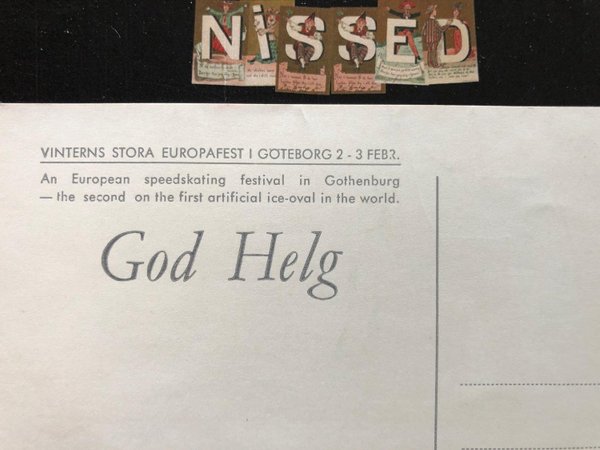 NiSSED
VINTERNS STORA EUROPAFEST I GÖTEBORG 2 - 3 FEBR.
An European speedskating festival in Gothenburg
— the second on the first artificial ice-oval in the world.
God Helg